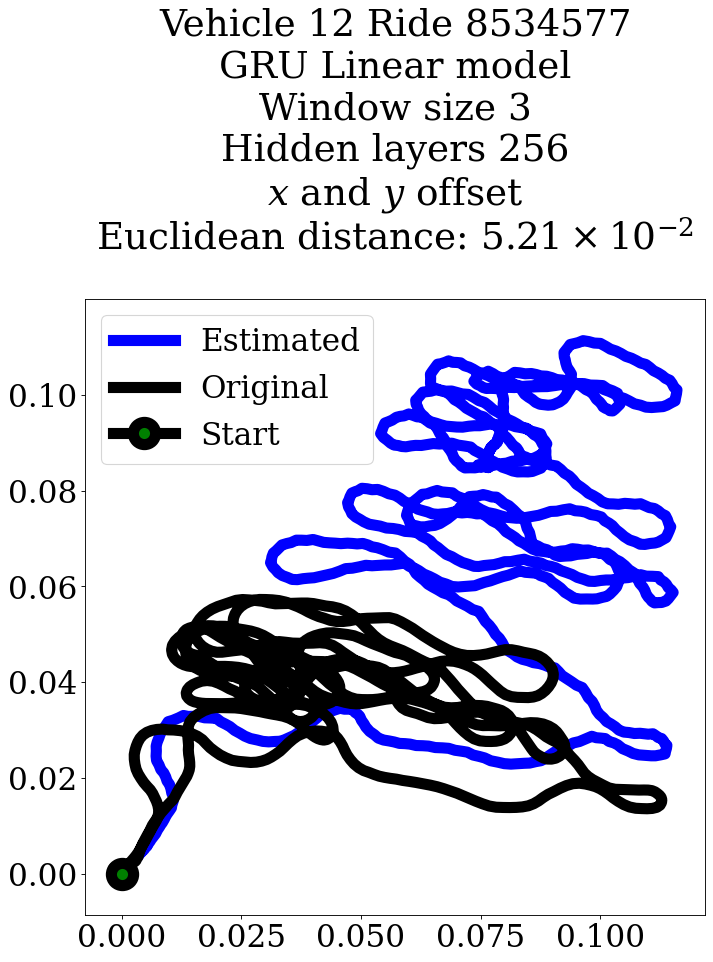 Vehicle 12 Ride 8534577
GRU Linear model
Window size 3
Hidden layers 256
x and y offset
Euclidean distance: 5.21 × 10⁻²
Estimated
Original
Start
0.10
0.08
0.06
0.04
0.02
0.00
0.000 0.025 0.050 0.075 0.100